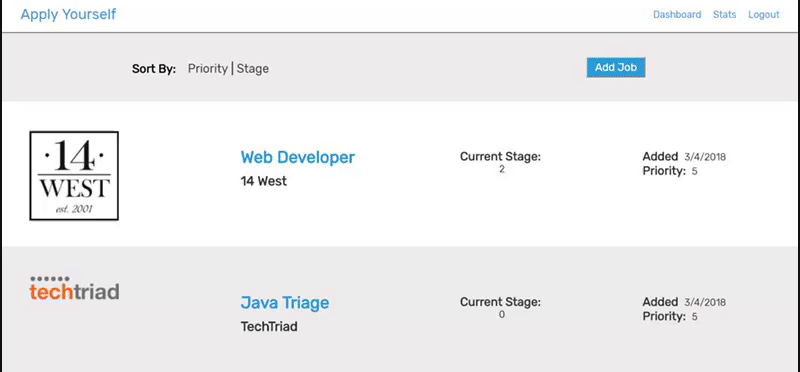 Apply Yourself
Dashboard Stats Logout
Sort By: Priority | Stage
Add Job
·14·
WEST
est. 2001
Web Developer
14 West
Current Stage:
2
Added 3/4/2018
Priority: 5
techtriad
Java Triage
TechTriad
Current Stage:
0
Added 3/4/2018
Priority: 5